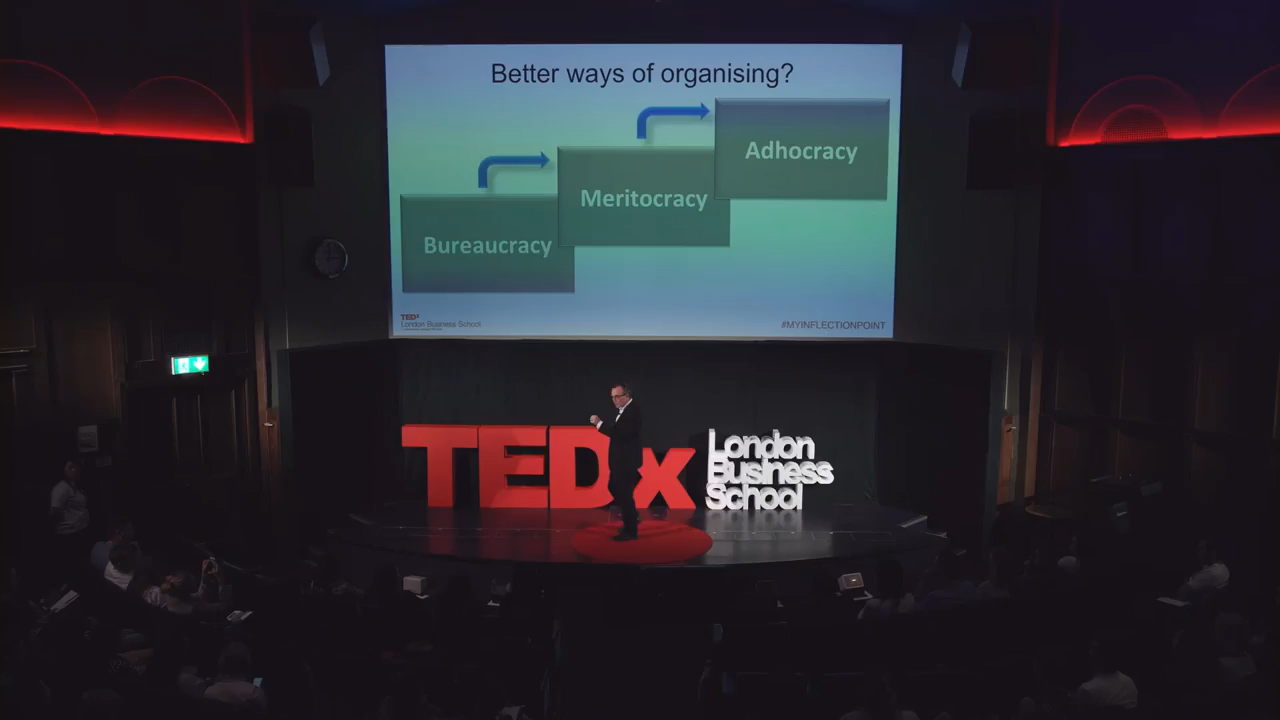 Better ways of organising?
Adhocracy
Meritocracy
Bureaucracy
TEDx
London Business School
#MYINFLECTIONPOINT
TEDx
London
Business
School